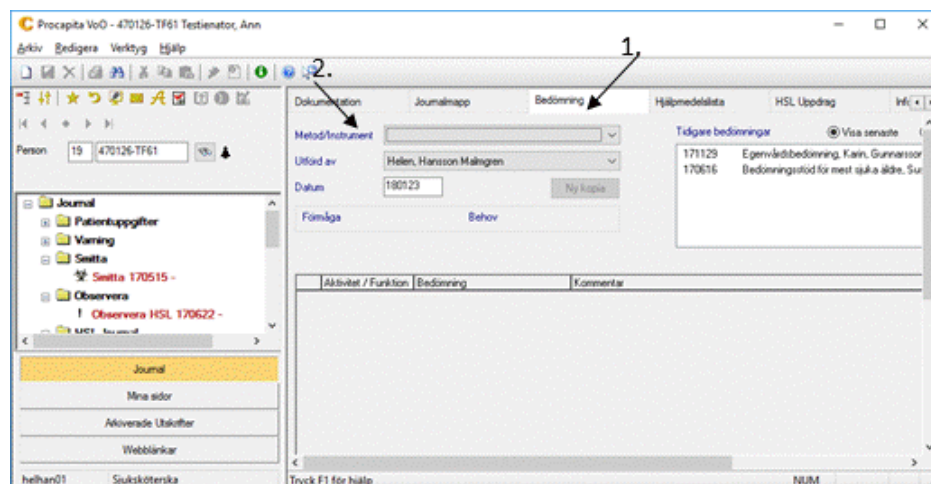 Procapita VoO - 470126-TF61 Testienator, Ann
Arkiv Redigera Verktyg Hjälp
1.
2.
Dokumentation Journalmapp Bedömning Hjälpmedelslista HSL Uppdrag
Metod/Instrument
Utförd av Helen, Hansson Malmgren
Datum 180123 Ny kopia
Förmåga Behov
Tidigare bedömningar Visa senaste
171129 Egenvårdsbedömning, Karin, Gunnarsson
170616 Bedömningsstöd för mest sjuka äldre, Su
Aktivitet / Funktion Bedömning Kommentar
Person 19 470126-TF61
Journal
Patientuppgifter
Varning
Smitta
Smitta 170515 -
Observera
! Observera HSL 170622 -
HSL Journal
Journal
Mina sidor
Arkiverade Utskrifter
Webblänkar
helhan01 Sjuksköterska
Tryck F1 för hjälp NUM